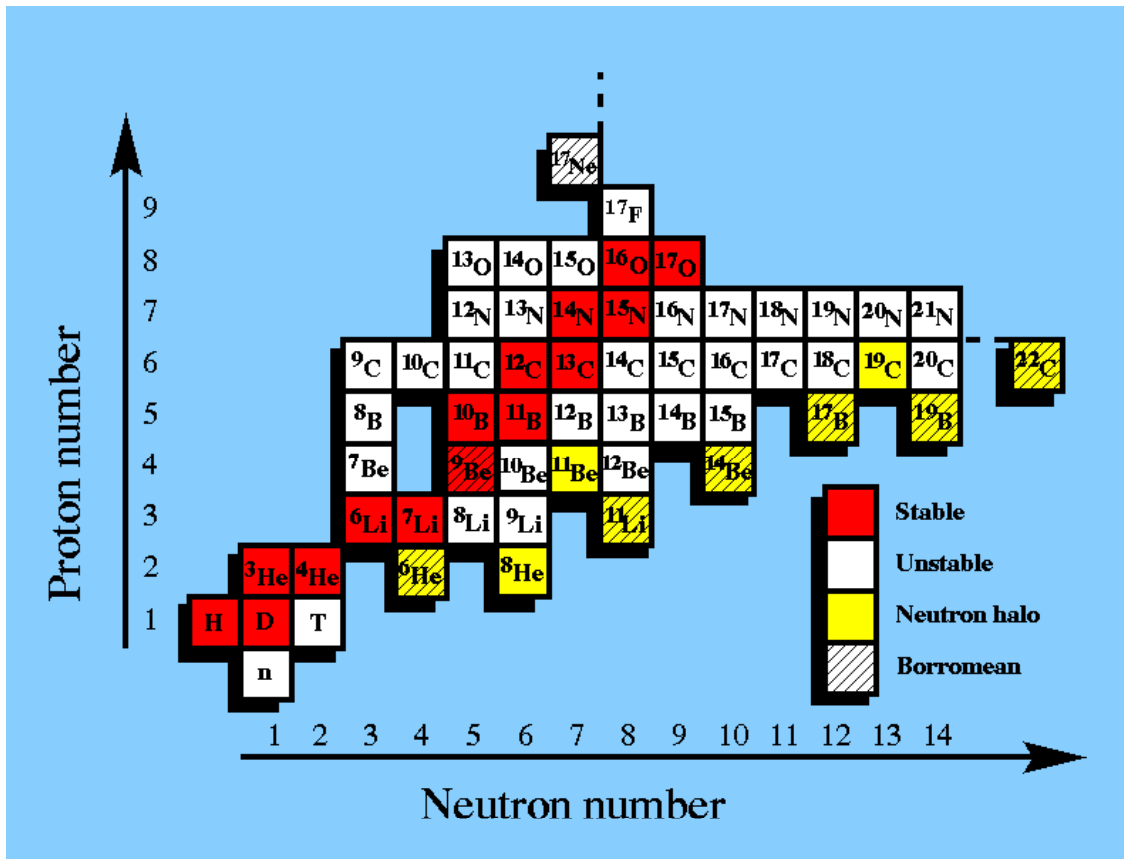 ¹⁷Ne
9 ¹⁷F
8 ¹³O ¹⁴O ¹⁵O ¹⁶O ¹⁷O
7 ¹²N ¹³N ¹⁴N ¹⁵N ¹⁶N ¹⁷N ¹⁸N ¹⁹N ²⁰N ²¹N
6 ⁹C ¹⁰C ¹¹C ¹²C ¹³C ¹⁴C ¹⁵C ¹⁶C ¹⁷C ¹⁸C ¹⁹C ²⁰C ²²C
5 ⁸B ¹⁰B ¹¹B ¹²B ¹³B ¹⁴B ¹⁵B ¹⁷B ¹⁹B
4 ⁷Be ⁹Be ¹⁰Be ¹¹Be ¹²Be ¹⁴Be
3 ⁶Li ⁷Li ⁸Li ⁹Li ¹¹Li
2 ³He ⁴He ⁶He ⁸He
1 H D T
n
Proton number
Stable
Unstable
Neutron halo
Borromean
1 2 3 4 5 6 7 8 9 10 11 12 13 14
Neutron number